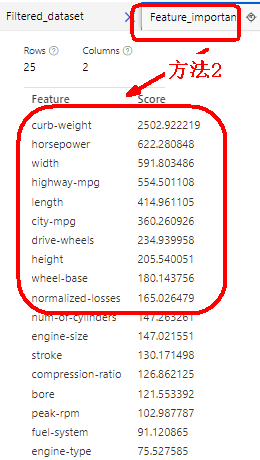 Filtered_dataset
Feature_importan
Rows
Columns
25
2
方法2
Feature Score
curb-weight 2502.922219
horsepower 622.280848
width 591.803486
highway-mpg 554.501108
length 414.961105
city-mpg 360.260926
drive-wheels 234.939958
height 205.540051
wheel-base 180.143756
normalized-losses 165.026479
num-of-cylinders 147.263261
engine-size 147.021551
stroke 130.171498
compression-ratio 126.862125
bore 121.553392
peak-rpm 102.987787
fuel-system 91.120865
engine-type 75.527585